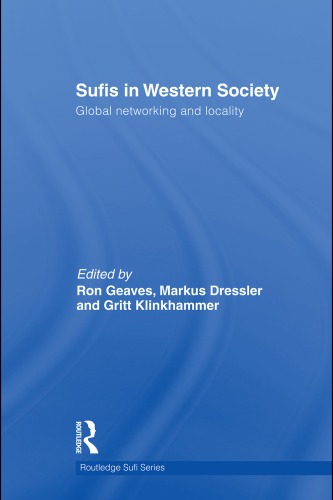 Sufis in Western Society
Global networking and locality
Edited by
Ron Geaves, Markus Dressler
and Gritt Klinkhammer
ROUTLEDGE
Routledge Sufi Series